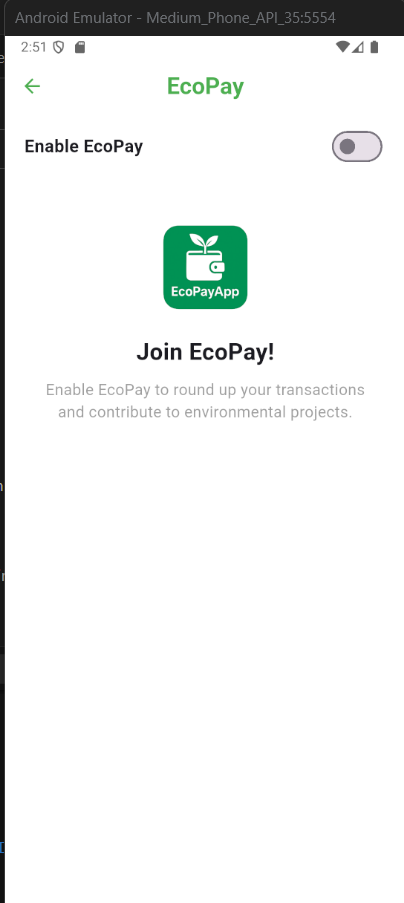 Android Emulator - Medium_Phone_API_35:5554
2:51
EcoPay
Enable EcoPay
EcoPayApp
Join EcoPay!
Enable EcoPay to round up your transactions
and contribute to environmental projects.